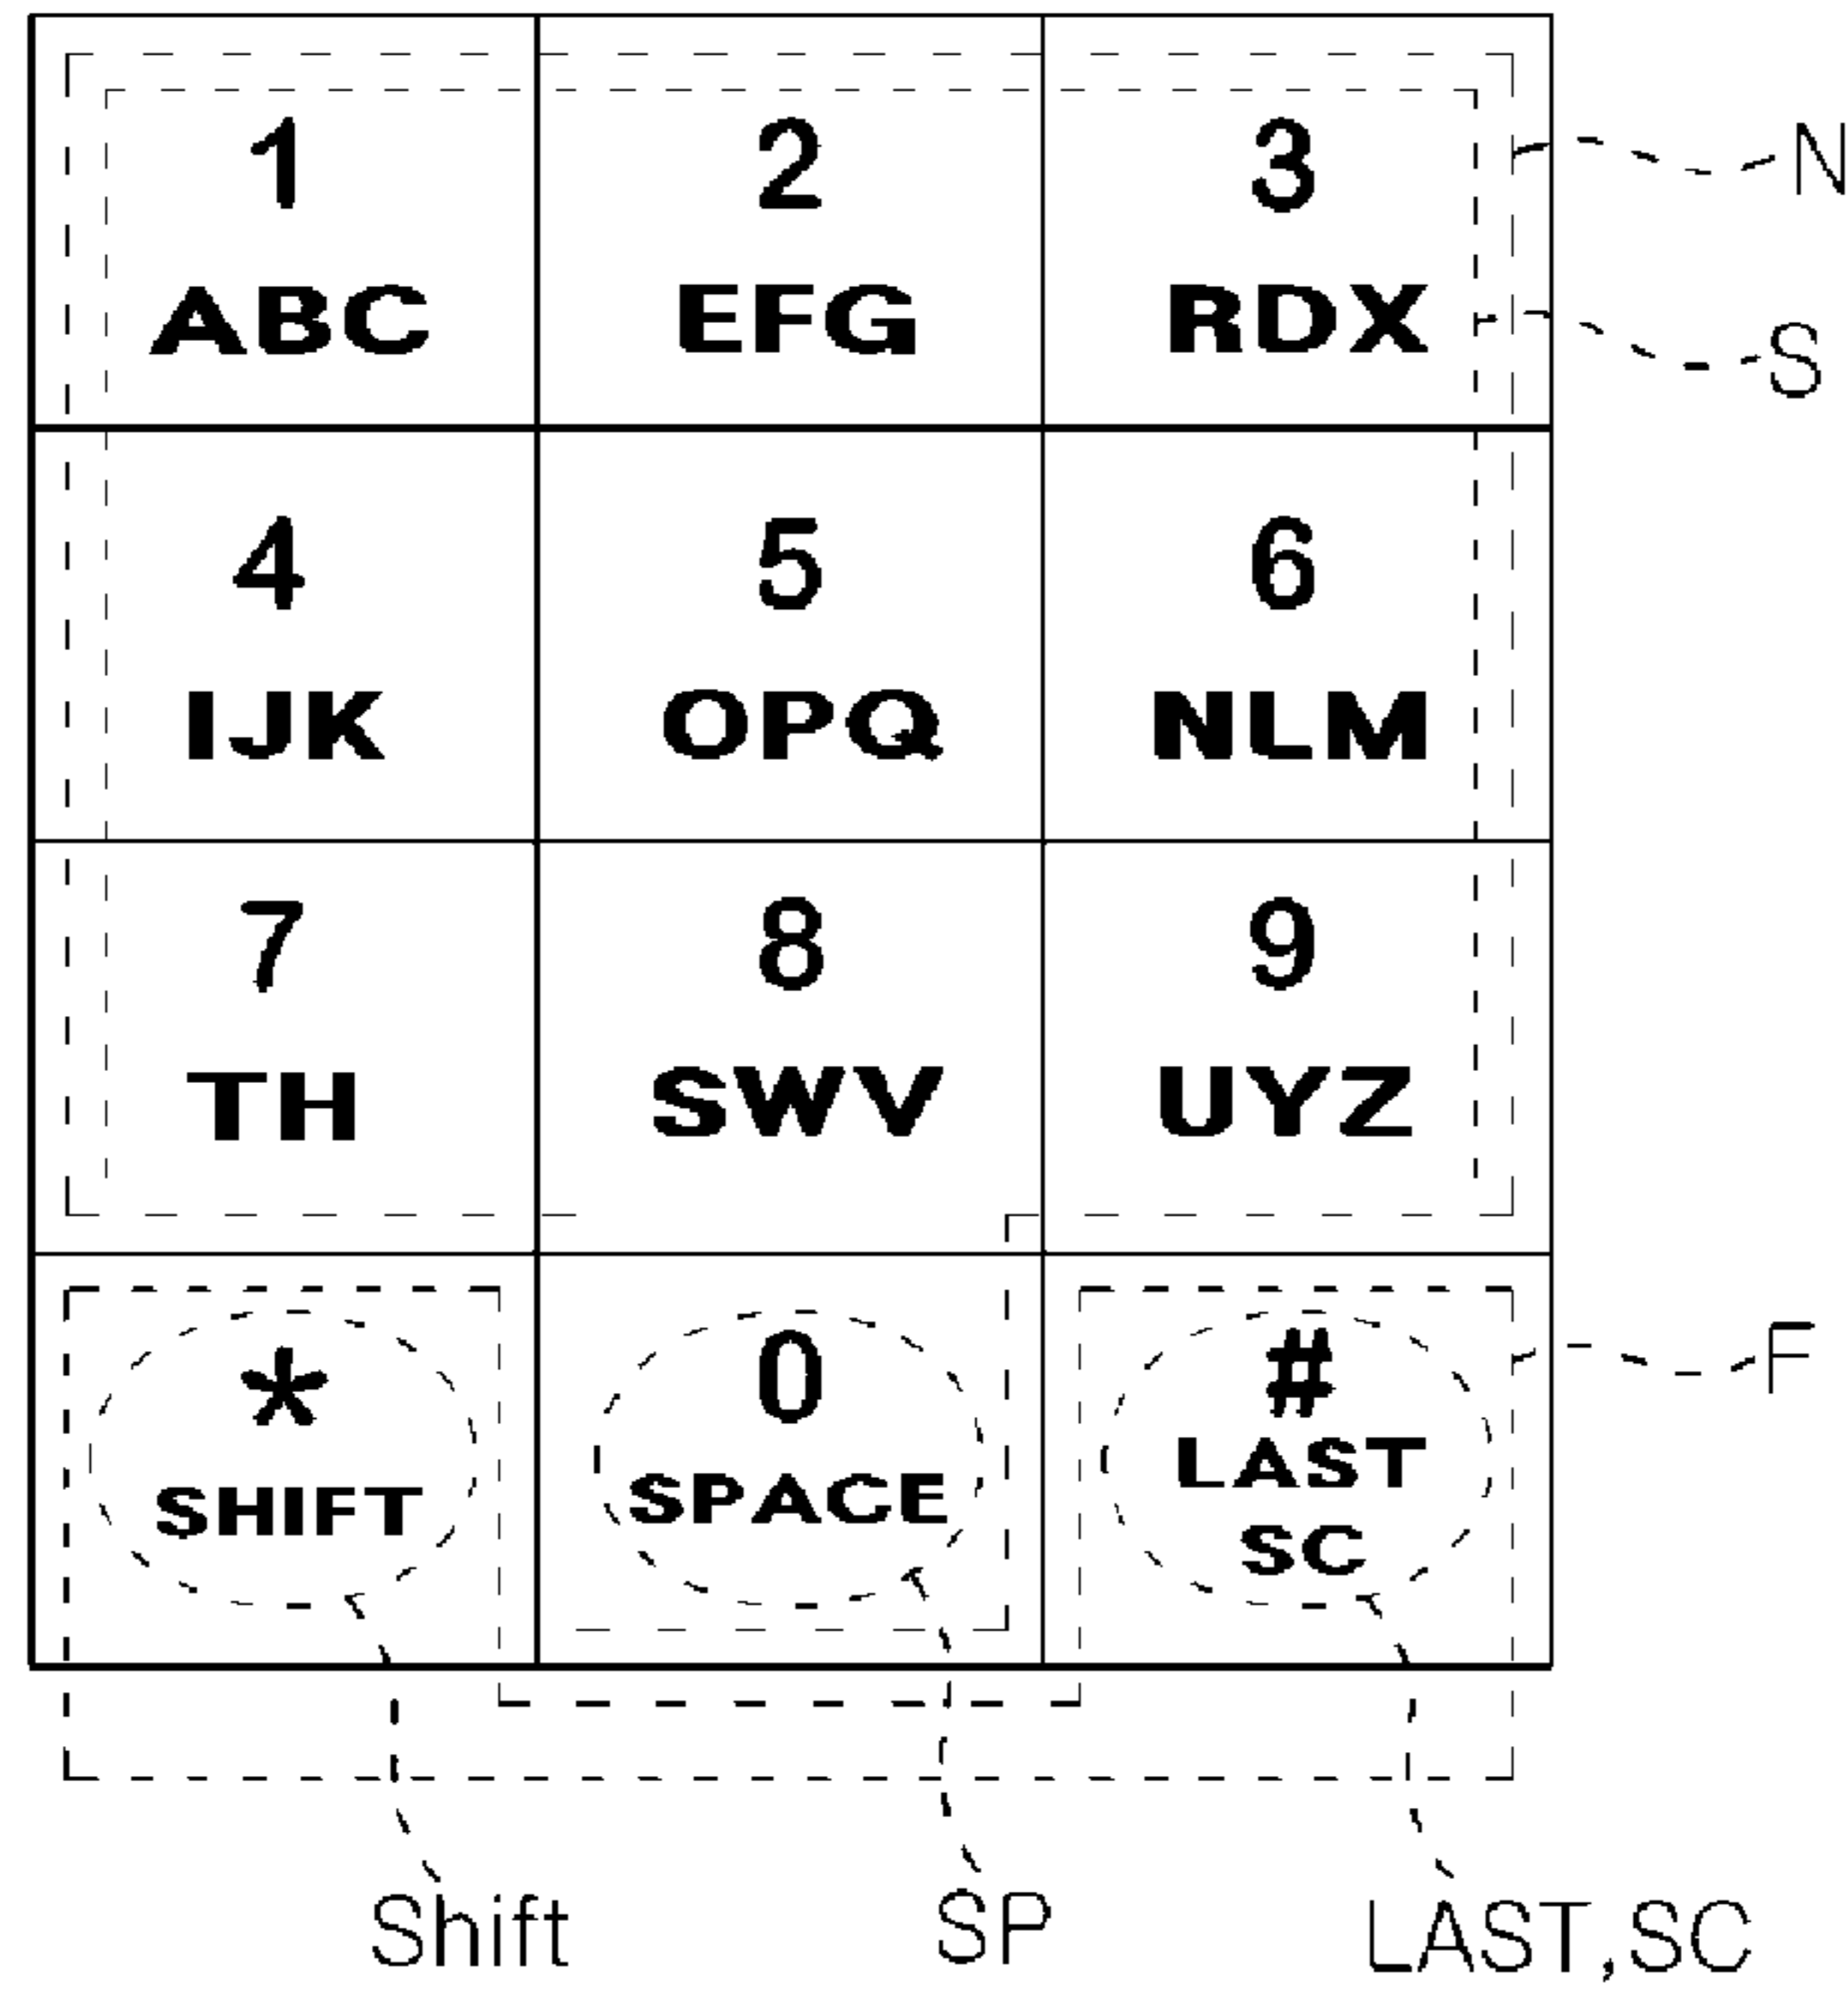 1 2 3 N
ABC EFG RDX S
4 5 6
IJK OPQ NLM
7 8 9
TH SWV UYZ
* 0 # F
SHIFT SPACE LAST
SC
Shift SP LAST,SC